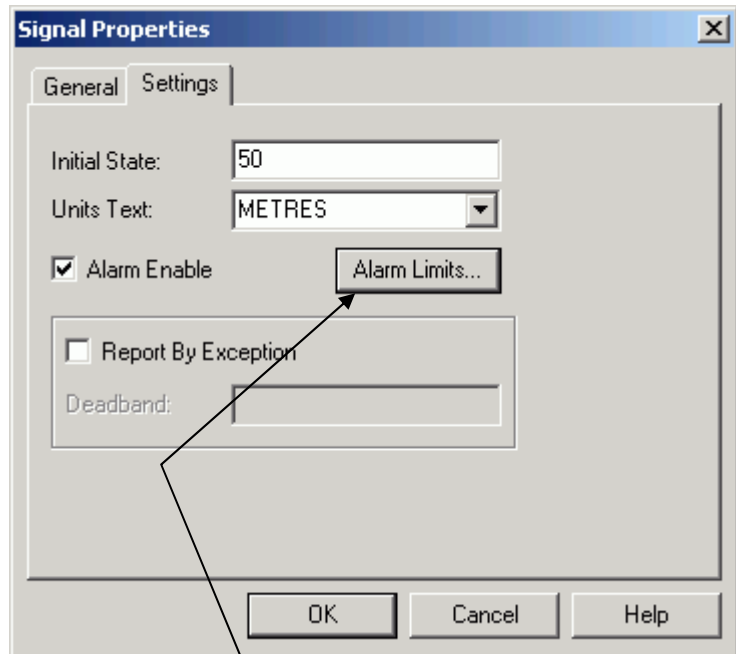 Signal Properties
General Settings
Initial State: 50
Units Text: METRES
Alarm Enable Alarm Limits...
Report By Exception
Deadband:
OK Cancel Help